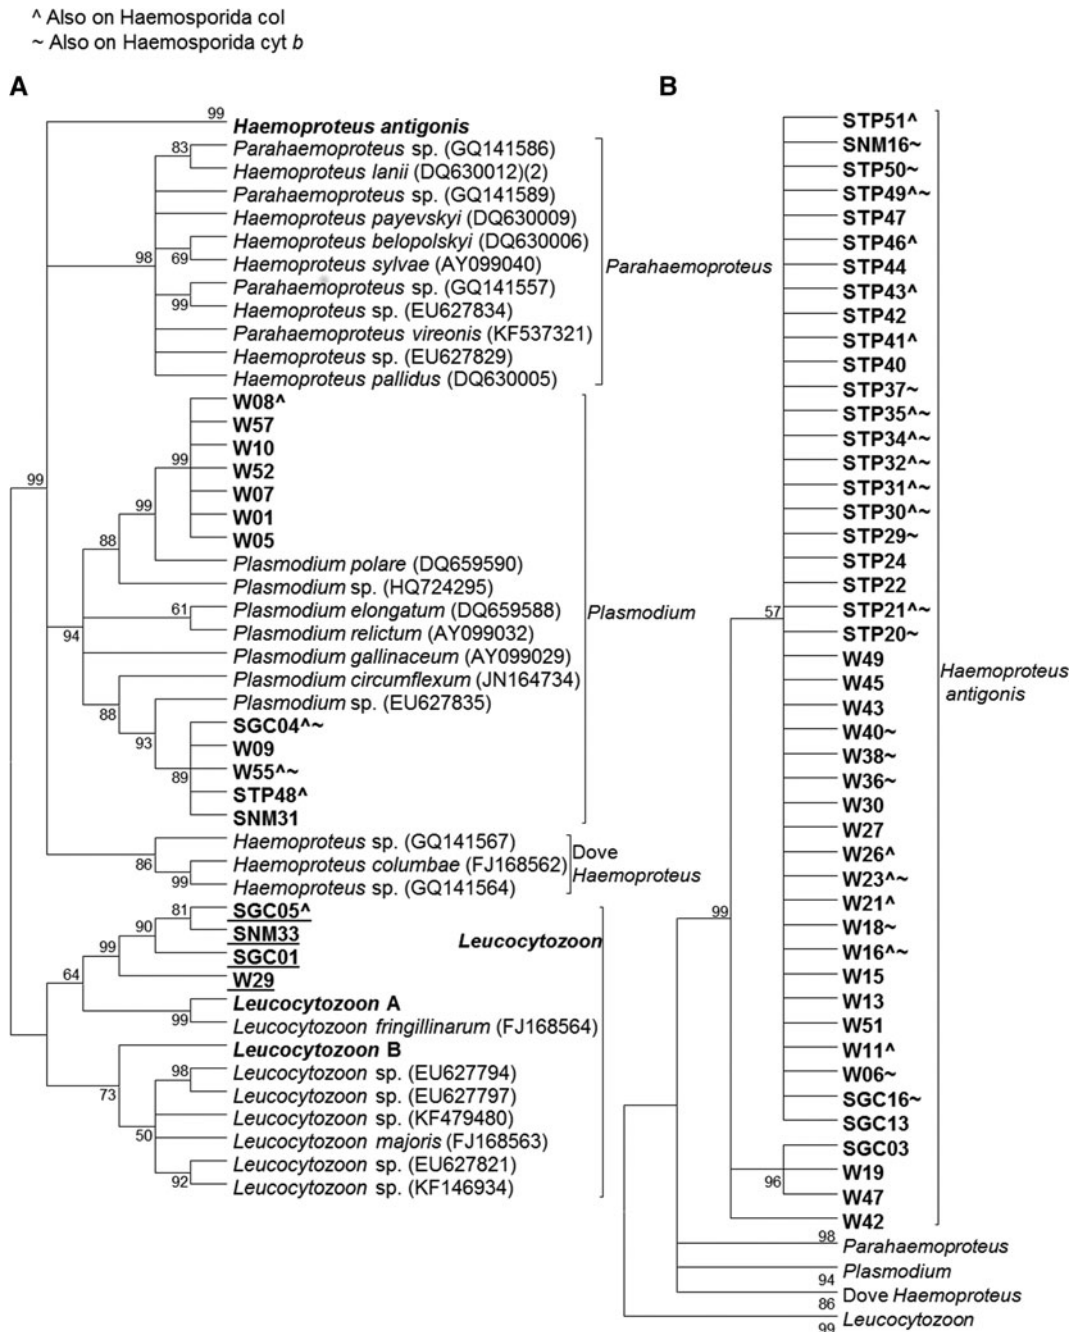 ^ Also on Haemosporida coI
~ Also on Haemosporida cyt b
A
99
Haemoproteus antigonis
83
Parahaemoproteus sp. (GQ141586)
Haemoproteus lanii (DQ630012)(2)
Parahaemoproteus sp. (GQ141589)
Haemoproteus payevskyi (DQ630009)
98
69
Haemoproteus belopolskyi (DQ630006)
Haemoproteus sylvae (AY099040)
Parahaemoproteus
99
Parahaemoproteus sp. (GQ141557)
Haemoproteus sp. (EU627834)
Parahaemoproteus vireonis (KF537321)
Haemoproteus sp. (EU627829)
Haemoproteus pallidus (DQ630005)
99
99
88
99
W08^
W57
W10
W52
W07
W01
W05
Plasmodium polare (DQ659590)
Plasmodium sp. (HQ724295)
61
Plasmodium elongatum (DQ659588)
Plasmodium
94
Plasmodium relictum (AY099032)
Plasmodium gallinaceum (AY099029)
Plasmodium circumflexum (JN164734)
88
Plasmodium sp. (EU627835)
93
89
SGC04^~
W09
W55^~
STP48^
SNM31
86
Haemoproteus sp. (GQ141567)
Dove
99
Haemoproteus columbae (FJ168562)
Haemoproteus
Haemoproteus sp. (GQ141564)
81
SGC05^
90
SNM33
Leucocytozoon
99
SGC01
64
W29
Leucocytozoon A
99
Leucocytozoon fringillinarum (FJ168564)
Leucocytozoon B
73
98
Leucocytozoon sp. (EU627794)
Leucocytozoon sp. (EU627797)
Leucocytozoon sp. (KF479480)
50
Leucocytozoon majoris (FJ168563)
92
Leucocytozoon sp. (EU627821)
Leucocytozoon sp. (KF146934)
B
STP51^
SNM16~
STP50~
STP49^~
STP47
STP46^
STP44
STP43^
STP42
STP41^
STP40
STP37~
STP35^~
STP34^~
STP32^~
STP31^~
STP30^~
STP29~
STP24
STP22
57
STP21^~
STP20~
W49
Haemoproteus
antigonis
W45
W43
W40~
W38~
W36~
W30
W27
W26^
W23^~
W21^
99
W18~
W16^~
W15
W13
W51
W11^
W06~
SGC16~
SGC13
SGC03
96
W19
W47
W42
98
Parahaemoproteus
Plasmodium
94
Dove Haemoproteus
86
Leucocytozoon
99